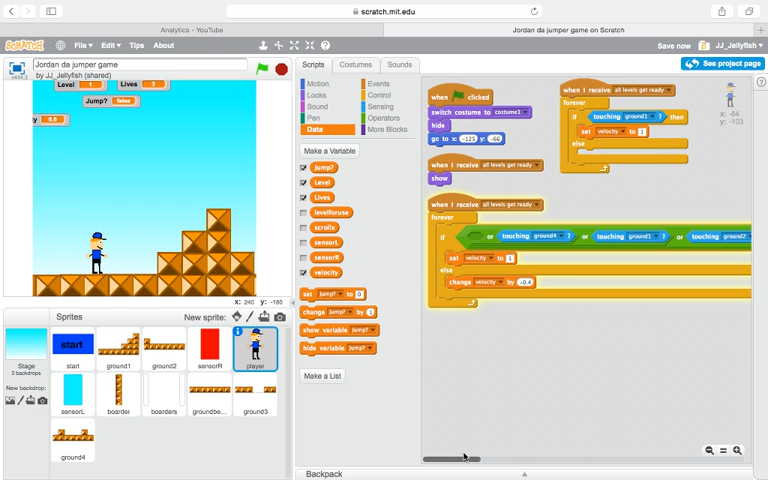 scratch.mit.edu
Analytics - YouTube
Jordan da jumper game on Scratch
SCRATCH
File
Edit
Tips
About
Save now
JJ_Jellyfish
Jordan da jumper game
by JJ_Jellyfish (shared)
Scripts
Costumes
Sounds
See project page
Level 1
Lives 3
Jump? false
y 0.0
x: 240 y: -180
Motion
Looks
Sound
Pen
Data
Events
Control
Sensing
Operators
More Blocks
Make a Variable
Jump?
Level
Lives
levelforuse
scrollx
sensorL
sensorR
velocity
set Jump? to 0
change Jump? by 1
show variable Jump?
hide variable Jump?
Make a List
when clicked
switch costume to costume1
hide
go to x: -125 y: -66
when I receive all levels get ready
show
when I receive all levels get ready
forever
if or touching ground4 ? or touching ground1 ? or touching ground2
set velocity to 1
else
change velocity by -0.4
when I receive all levels get ready
forever
if touching ground1 ? then
set velocity to 1
else
x: -84
y: -103
Sprites
New sprite:
Stage
3 backdrops
New backdrop:
start
start
ground1
ground2
sensorR
player
sensorL
boarder
boarders
groundbe...
ground3
ground4
Backpack